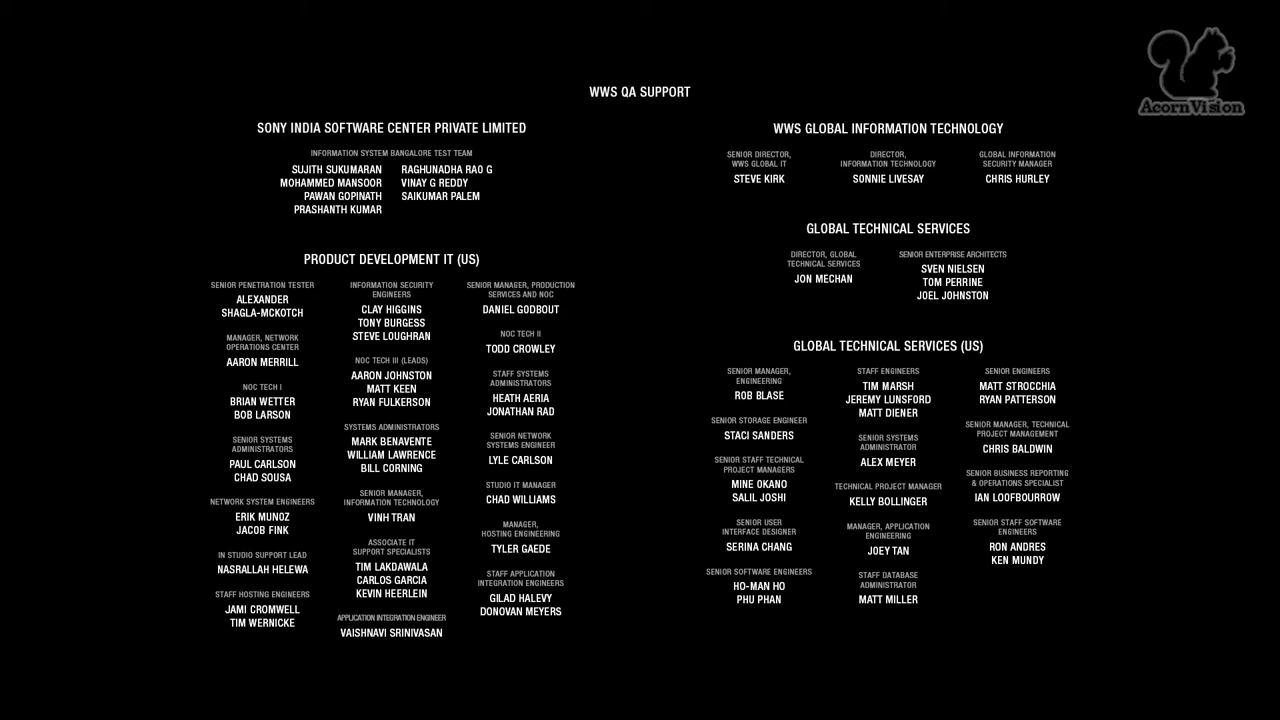 AcornVision
WWS QA SUPPORT
SONY INDIA SOFTWARE CENTER PRIVATE LIMITED
INFORMATION SYSTEM BANGALORE TEST TEAM
SUJITH SUKUMARAN
MOHAMMED MANSOOR
PAWAN GOPINATH
PRASHANTH KUMAR
RAGHUNADHA RAO G
VINAY G REDDY
SAIKUMAR PALEM
PRODUCT DEVELOPMENT IT (US)
SENIOR PENETRATION TESTER
ALEXANDER
SHAGLA-MCKOTCH
MANAGER, NETWORK
OPERATIONS CENTER
AARON MERRILL
NOC TECH I
BRIAN WETTER
BOB LARSON
SENIOR SYSTEMS
ADMINISTRATORS
PAUL CARLSON
CHAD SOUSA
NETWORK SYSTEM ENGINEERS
ERIK MUNOZ
JACOB FINK
IN STUDIO SUPPORT LEAD
NASRALLAH HELEWA
STAFF HOSTING ENGINEERS
JAMI CROMWELL
TIM WERNICKE
INFORMATION SECURITY
ENGINEERS
CLAY HIGGINS
TONY BURGESS
STEVE LOUGHRAN
NOC TECH III (LEADS)
AARON JOHNSTON
MATT KEEN
RYAN FULKERSON
SYSTEMS ADMINISTRATORS
MARK BENAVENTE
WILLIAM LAWRENCE
BILL CORNING
SENIOR MANAGER,
INFORMATION TECHNOLOGY
VINH TRAN
ASSOCIATE IT
SUPPORT SPECIALISTS
TIM LAKDAWALA
CARLOS GARCIA
KEVIN HEERLEIN
APPLICATION INTEGRATION ENGINEER
VAISHNAVI SRINIVASAN
SENIOR MANAGER, PRODUCTION
SERVICES AND NOC
DANIEL GODBOUT
NOC TECH II
TODD CROWLEY
STAFF SYSTEMS
ADMINISTRATORS
HEATH AERIA
JONATHAN RAD
SENIOR NETWORK
SYSTEMS ENGINEER
LYLE CARLSON
STUDIO IT MANAGER
CHAD WILLIAMS
MANAGER,
HOSTING ENGINEERING
TYLER GAEDE
STAFF APPLICATION
INTEGRATION ENGINEERS
GILAD HALEVY
DONOVAN MEYERS
WWS GLOBAL INFORMATION TECHNOLOGY
SENIOR DIRECTOR,
WWS GLOBAL IT
STEVE KIRK
DIRECTOR,
INFORMATION TECHNOLOGY
SONNIE LIVESAY
GLOBAL INFORMATION
SECURITY MANAGER
CHRIS HURLEY
GLOBAL TECHNICAL SERVICES
DIRECTOR, GLOBAL
TECHNICAL SERVICES
JON MECHAN
SENIOR ENTERPRISE ARCHITECTS
SVEN NIELSEN
TOM PERRINE
JOEL JOHNSTON
GLOBAL TECHNICAL SERVICES (US)
SENIOR MANAGER,
ENGINEERING
ROB BLASE
SENIOR STORAGE ENGINEER
STACI SANDERS
SENIOR STAFF TECHNICAL
PROJECT MANAGERS
MINE OKANO
SALIL JOSHI
SENIOR USER
INTERFACE DESIGNER
SERINA CHANG
SENIOR SOFTWARE ENGINEERS
HO-MAN HO
PHU PHAN
STAFF ENGINEERS
TIM MARSH
JEREMY LUNSFORD
MATT DIENER
SENIOR SYSTEMS
ADMINISTRATOR
ALEX MEYER
TECHNICAL PROJECT MANAGER
KELLY BOLLINGER
MANAGER, APPLICATION
ENGINEERING
JOEY TAN
STAFF DATABASE
ADMINISTRATOR
MATT MILLER
SENIOR ENGINEERS
MATT STROCCHIA
RYAN PATTERSON
SENIOR MANAGER, TECHNICAL
PROJECT MANAGEMENT
CHRIS BALDWIN
SENIOR BUSINESS REPORTING
& OPERATIONS SPECIALIST
IAN LOOFBOURROW
SENIOR STAFF SOFTWARE
ENGINEERS
RON ANDRES
KEN MUNDY